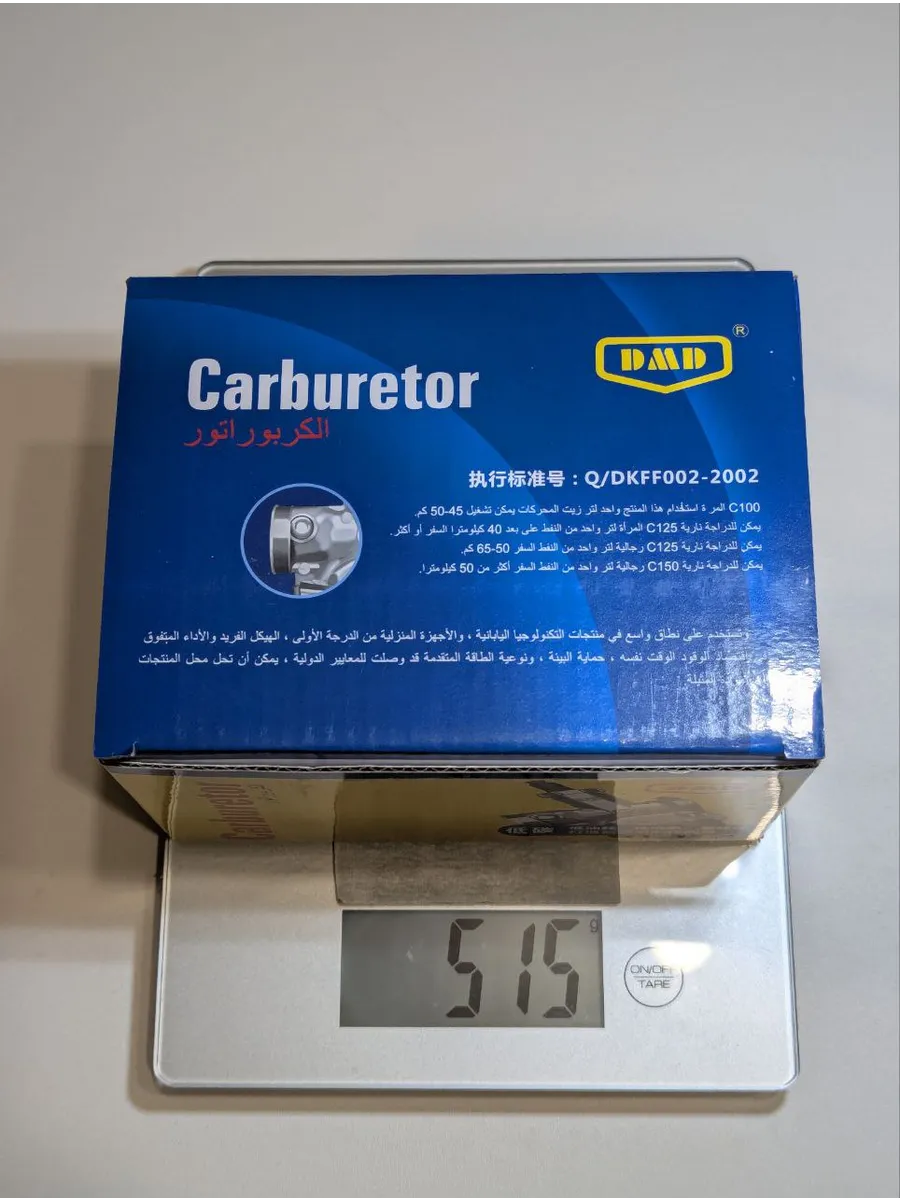 DMD
®
Carburetor
الكربوراتور
执行标准号：Q/DKFF002-2002
C100 المرة استخدام هذا المنتج واحد لتر زيت المحركات يمكن تشغيل 45-50 كم.
يمكن للدراجة نارية C125 المرأة لتر واحد من النفط على بعد 40 كيلومترا السفر أو أكثر.
يمكن للدراجة نارية C125 رجالية لتر واحد من النفط السفر 50-65 كم.
يمكن للدراجة نارية C150 رجالية لتر واحد من النفط السفر أكثر من 50 كيلومترا.
وتستخدم على نطاق واسع في منتجات التكنولوجيا اليابانية ، والأجهزة المنزلية من الدرجة الأولى ، الهيكل الفريد والأداء المتفوق
الوقود الوقت نفسه ، حماية البيئة ، ونوعية الطاقة المتقدمة قد وصلت للمعايير الدولية ، يمكن أن تحل محل المنتجات
Carburetor
515 g
ON/OFF
TARE